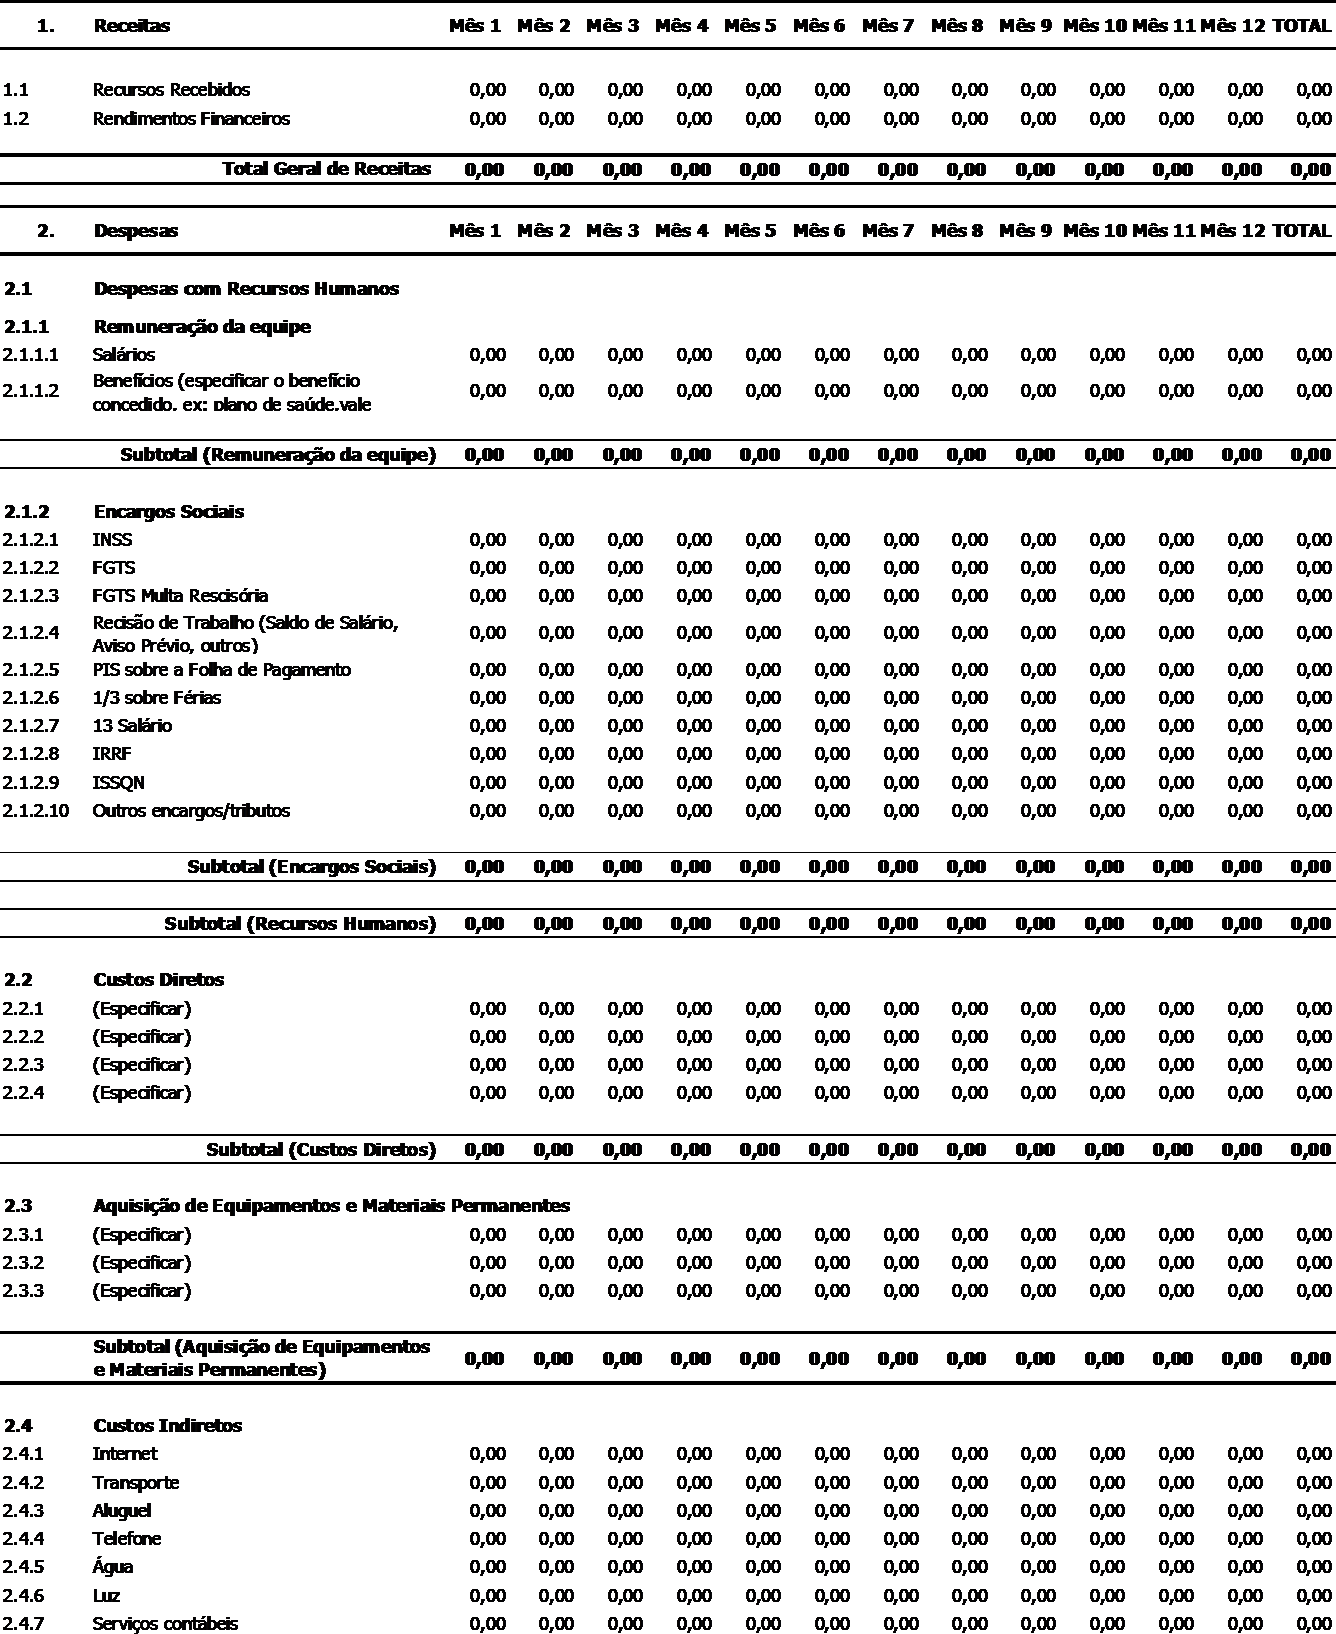 1. Receitas Mês 1 Mês 2 Mês 3 Mês 4 Mês 5 Mês 6 Mês 7 Mês 8 Mês 9 Mês 10 Mês 11 Mês 12 TOTAL
1.1 Recursos Recebidos 0,00 0,00 0,00 0,00 0,00 0,00 0,00 0,00 0,00 0,00 0,00 0,00 0,00
1.2 Rendimentos Financeiros 0,00 0,00 0,00 0,00 0,00 0,00 0,00 0,00 0,00 0,00 0,00 0,00 0,00
Total Geral de Receitas 0,00 0,00 0,00 0,00 0,00 0,00 0,00 0,00 0,00 0,00 0,00 0,00 0,00
2. Despesas Mês 1 Mês 2 Mês 3 Mês 4 Mês 5 Mês 6 Mês 7 Mês 8 Mês 9 Mês 10 Mês 11 Mês 12 TOTAL
2.1 Despesas com Recursos Humanos
2.1.1 Remuneração da equipe
2.1.1.1 Salários 0,00 0,00 0,00 0,00 0,00 0,00 0,00 0,00 0,00 0,00 0,00 0,00 0,00
2.1.1.2 Benefícios (especificar o benefício
concedido, ex: plano de saúde,vale 0,00 0,00 0,00 0,00 0,00 0,00 0,00 0,00 0,00 0,00 0,00 0,00 0,00
Subtotal (Remuneração da equipe) 0,00 0,00 0,00 0,00 0,00 0,00 0,00 0,00 0,00 0,00 0,00 0,00 0,00
2.1.2 Encargos Sociais
2.1.2.1 INSS 0,00 0,00 0,00 0,00 0,00 0,00 0,00 0,00 0,00 0,00 0,00 0,00 0,00
2.1.2.2 FGTS 0,00 0,00 0,00 0,00 0,00 0,00 0,00 0,00 0,00 0,00 0,00 0,00 0,00
2.1.2.3 FGTS Multa Rescisória 0,00 0,00 0,00 0,00 0,00 0,00 0,00 0,00 0,00 0,00 0,00 0,00 0,00
2.1.2.4 Recisão de Trabalho (Saldo de Salário,
Aviso Prévio, outros) 0,00 0,00 0,00 0,00 0,00 0,00 0,00 0,00 0,00 0,00 0,00 0,00 0,00
2.1.2.5 PIS sobre a Folha de Pagamento 0,00 0,00 0,00 0,00 0,00 0,00 0,00 0,00 0,00 0,00 0,00 0,00 0,00
2.1.2.6 1/3 sobre Férias 0,00 0,00 0,00 0,00 0,00 0,00 0,00 0,00 0,00 0,00 0,00 0,00 0,00
2.1.2.7 13 Salário 0,00 0,00 0,00 0,00 0,00 0,00 0,00 0,00 0,00 0,00 0,00 0,00 0,00
2.1.2.8 IRRF 0,00 0,00 0,00 0,00 0,00 0,00 0,00 0,00 0,00 0,00 0,00 0,00 0,00
2.1.2.9 ISSQN 0,00 0,00 0,00 0,00 0,00 0,00 0,00 0,00 0,00 0,00 0,00 0,00 0,00
2.1.2.10 Outros encargos/tributos 0,00 0,00 0,00 0,00 0,00 0,00 0,00 0,00 0,00 0,00 0,00 0,00 0,00
Subtotal (Encargos Sociais) 0,00 0,00 0,00 0,00 0,00 0,00 0,00 0,00 0,00 0,00 0,00 0,00 0,00
Subtotal (Recursos Humanos) 0,00 0,00 0,00 0,00 0,00 0,00 0,00 0,00 0,00 0,00 0,00 0,00 0,00
2.2 Custos Diretos
2.2.1 (Especificar) 0,00 0,00 0,00 0,00 0,00 0,00 0,00 0,00 0,00 0,00 0,00 0,00 0,00
2.2.2 (Especificar) 0,00 0,00 0,00 0,00 0,00 0,00 0,00 0,00 0,00 0,00 0,00 0,00 0,00
2.2.3 (Especificar) 0,00 0,00 0,00 0,00 0,00 0,00 0,00 0,00 0,00 0,00 0,00 0,00 0,00
2.2.4 (Especificar) 0,00 0,00 0,00 0,00 0,00 0,00 0,00 0,00 0,00 0,00 0,00 0,00 0,00
Subtotal (Custos Diretos) 0,00 0,00 0,00 0,00 0,00 0,00 0,00 0,00 0,00 0,00 0,00 0,00 0,00
2.3 Aquisição de Equipamentos e Materiais Permanentes
2.3.1 (Especificar) 0,00 0,00 0,00 0,00 0,00 0,00 0,00 0,00 0,00 0,00 0,00 0,00 0,00
2.3.2 (Especificar) 0,00 0,00 0,00 0,00 0,00 0,00 0,00 0,00 0,00 0,00 0,00 0,00 0,00
2.3.3 (Especificar) 0,00 0,00 0,00 0,00 0,00 0,00 0,00 0,00 0,00 0,00 0,00 0,00 0,00
Subtotal (Aquisição de Equipamentos
e Materiais Permanentes) 0,00 0,00 0,00 0,00 0,00 0,00 0,00 0,00 0,00 0,00 0,00 0,00 0,00
2.4 Custos Indiretos
2.4.1 Internet 0,00 0,00 0,00 0,00 0,00 0,00 0,00 0,00 0,00 0,00 0,00 0,00 0,00
2.4.2 Transporte 0,00 0,00 0,00 0,00 0,00 0,00 0,00 0,00 0,00 0,00 0,00 0,00 0,00
2.4.3 Aluguel 0,00 0,00 0,00 0,00 0,00 0,00 0,00 0,00 0,00 0,00 0,00 0,00 0,00
2.4.4 Telefone 0,00 0,00 0,00 0,00 0,00 0,00 0,00 0,00 0,00 0,00 0,00 0,00 0,00
2.4.5 Água 0,00 0,00 0,00 0,00 0,00 0,00 0,00 0,00 0,00 0,00 0,00 0,00 0,00
2.4.6 Luz 0,00 0,00 0,00 0,00 0,00 0,00 0,00 0,00 0,00 0,00 0,00 0,00 0,00
2.4.7 Serviços contábeis 0,00 0,00 0,00 0,00 0,00 0,00 0,00 0,00 0,00 0,00 0,00 0,00 0,00